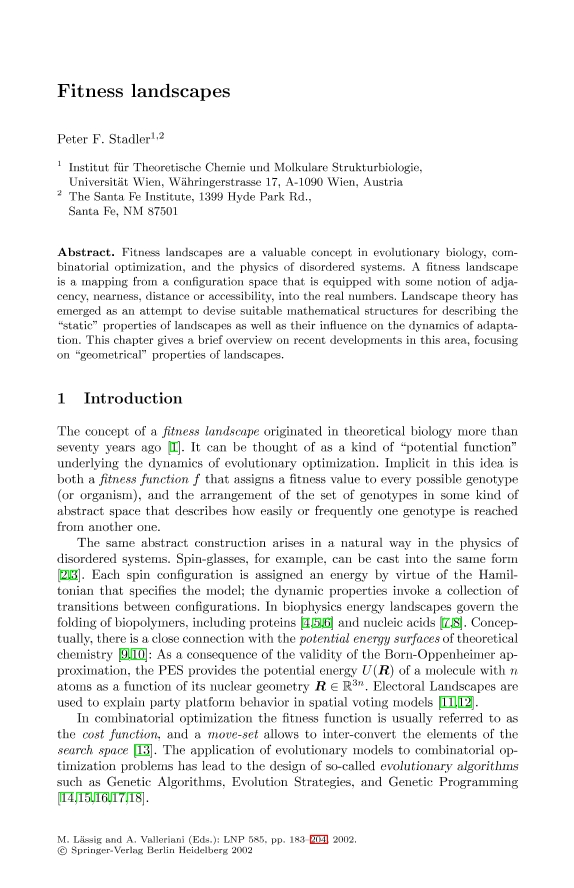 Fitness landscapes
Peter F. Stadler1,2
1 Institut für Theoretische Chemie und Molkulare Strukturbiologie,
Universität Wien, Währingerstrasse 17, A-1090 Wien, Austria
2 The Santa Fe Institute, 1399 Hyde Park Rd.,
Santa Fe, NM 87501
Abstract. Fitness landscapes are a valuable concept in evolutionary biology, com-
binatorial optimization, and the physics of disordered systems. A fitness landscape
is a mapping from a configuration space that is equipped with some notion of adja-
cency, nearness, distance or accessibility, into the real numbers. Landscape theory has
emerged as an attempt to devise suitable mathematical structures for describing the
“static” properties of landscapes as well as their influence on the dynamics of adapta-
tion. This chapter gives a brief overview on recent developments in this area, focusing
on “geometrical” properties of landscapes.
1 Introduction
The concept of a fitness landscape originated in theoretical biology more than
seventy years ago [1]. It can be thought of as a kind of “potential function”
underlying the dynamics of evolutionary optimization. Implicit in this idea is
both a fitness function f that assigns a fitness value to every possible genotype
(or organism), and the arrangement of the set of genotypes in some kind of
abstract space that describes how easily or frequently one genotype is reached
from another one.
The same abstract construction arises in a natural way in the physics of
disordered systems. Spin-glasses, for example, can be cast into the same form
[2,3]. Each spin configuration is assigned an energy by virtue of the Hamil-
tonian that specifies the model; the dynamic properties invoke a collection of
transitions between configurations. In biophysics energy landscapes govern the
folding of biopolymers, including proteins [4,5,6] and nucleic acids [7,8]. Concep-
tually, there is a close connection with the potential energy surfaces of theoretical
chemistry [9,10]: As a consequence of the validity of the Born-Oppenheimer ap-
proximation, the PES provides the potential energy U(R) of a molecule with n
atoms as a function of its nuclear geometry R ∈ ℝ3n. Electoral Landscapes are
used to explain party platform behavior in spatial voting models [11,12].
In combinatorial optimization the fitness function is usually referred to as
the cost function, and a move-set allows to inter-convert the elements of the
search space [13]. The application of evolutionary models to combinatorial op-
timization problems has lead to the design of so-called evolutionary algorithms
such as Genetic Algorithms, Evolution Strategies, and Genetic Programming
[14,15,16,17,18].
M. Lässig and A. Valleriani (Eds.): LNP 585, pp. 183–204, 2002.
© Springer-Verlag Berlin Heidelberg 2002